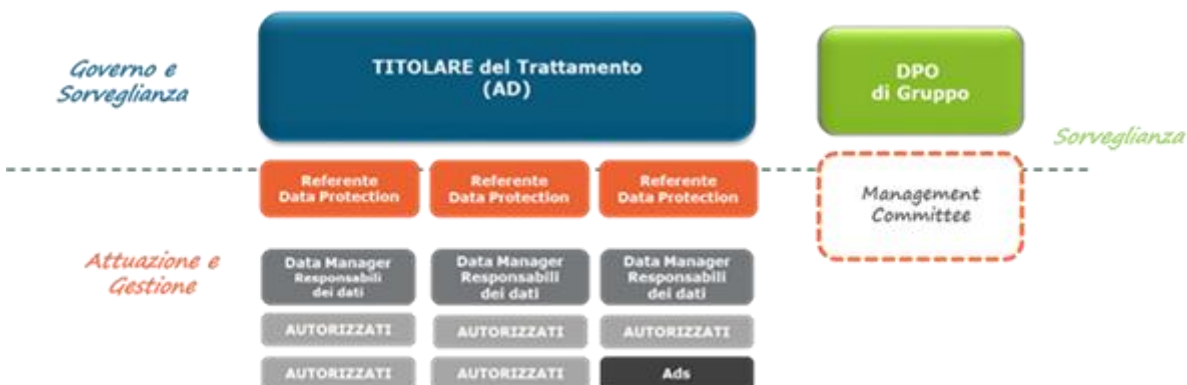 Governo e
Sorveglianza
TITOLARE del Trattamento
(AD)
DPO
di Gruppo
Sorveglianza
Referente
Data Protection
Referente
Data Protection
Referente
Data Protection
Management
Committee
Attuazione e
Gestione
Data Manager
Responsabili
dei dati
Data Manager
Responsabili
dei dati
Data Manager
Responsabili
dei dati
AUTORIZZATI
AUTORIZZATI
AUTORIZZATI
AUTORIZZATI
AUTORIZZATI
Ads